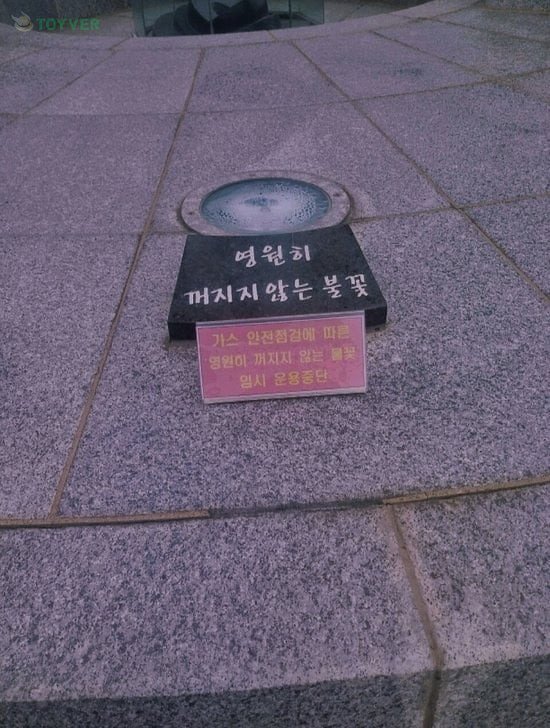 TOYVER
영원히
꺼지지않는 불꽃
가스 안전점검에 따른
영원히 꺼지지 않는 불꽃
임시 운용중단